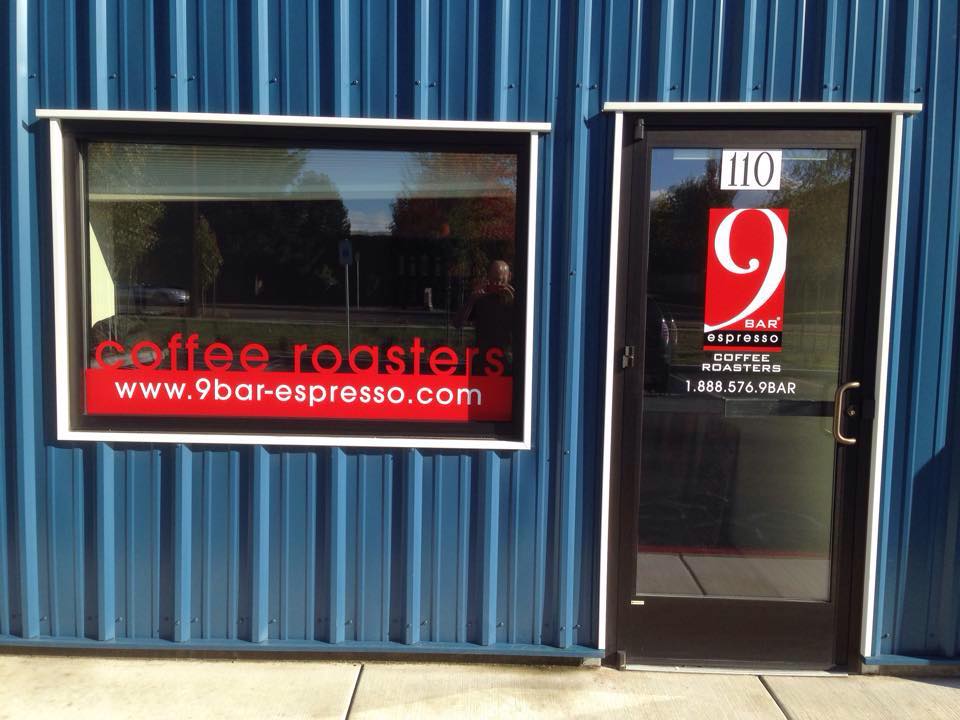 coffee roasters
www.9bar-espresso.com
110
9
BAR®
espresso
COFFEE
ROASTERS
1.888.576.9BAR